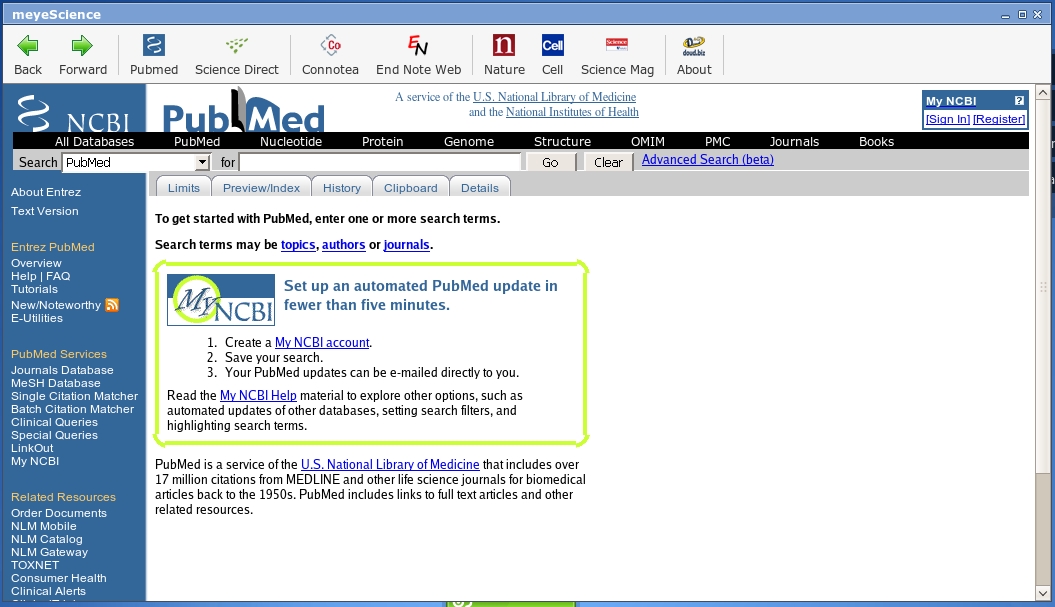 meyeScience
Back Forward Pubmed Science Direct Connotea End Note Web Nature Cell Science Mag About
Co EN n Cell Science doud.biz
NCBI PubMed
A service of the U.S. National Library of Medicine
and the National Institutes of Health
My NCBI ?
[Sign In] [Register]
All Databases PubMed Nucleotide Protein Genome Structure OMIM PMC Journals Books
Search PubMed for Go Clear Advanced Search (beta)
Limits Preview/Index History Clipboard Details
About Entrez
Text Version
Entrez PubMed
Overview
Help | FAQ
Tutorials
New/Noteworthy
E-Utilities
PubMed Services
Journals Database
MeSH Database
Single Citation Matcher
Batch Citation Matcher
Clinical Queries
Special Queries
LinkOut
My NCBI
Related Resources
Order Documents
NLM Mobile
NLM Catalog
NLM Gateway
TOXNET
Consumer Health
Clinical Alerts
To get started with PubMed, enter one or more search terms.
Search terms may be topics, authors or journals.
My NCBI
Set up an automated PubMed update in
fewer than five minutes.
1. Create a My NCBI account.
2. Save your search.
3. Your PubMed updates can be e-mailed directly to you.
Read the My NCBI Help material to explore other options, such as
automated updates of other databases, setting search filters, and
highlighting search terms.
PubMed is a service of the U.S. National Library of Medicine that includes over
17 million citations from MEDLINE and other life science journals for biomedical
articles back to the 1950s. PubMed includes links to full text articles and other
related resources.